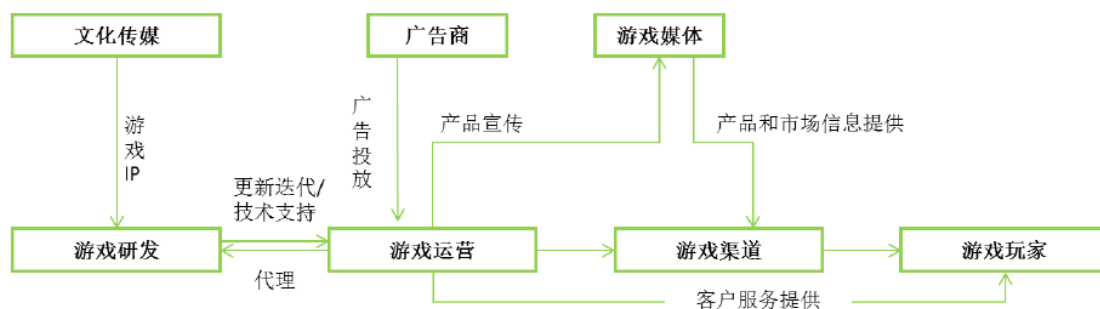 文化传媒
广告商
游戏媒体
游
戏
IP
广
告
投
放
产品宣传
产品和市场信息提供
更新迭代/
技术支持
游戏研发
游戏运营
游戏渠道
游戏玩家
代理
客户服务提供